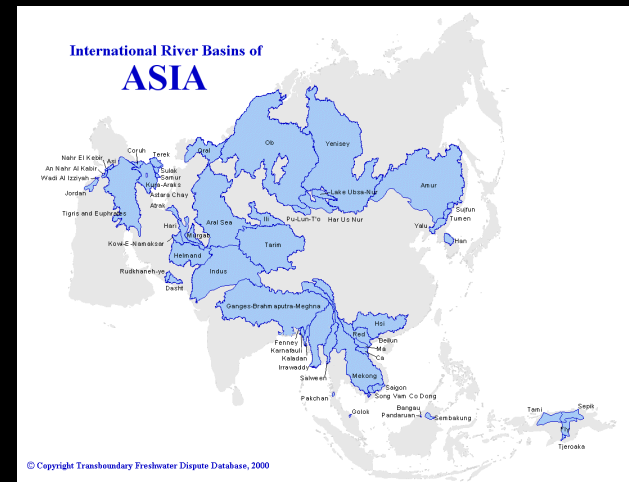 International River Basins of
ASIA
Ob
Yenisey
Oral
Coruh
Terek
Nahr El Kebir
Asi
An Nahr Al Kabir
Sulak
Wadi Al Izziyah
Samur
Kura-Araks
Jordan
Astara Chay
Atrak
Tigris and Euphrates
Aral Sea
Ili
Lake Ubsa-Nur
Pu-Lun-T'o
Har Us Nur
Amur
Sujfun
Tumen
Yalu
Han
Hari
Murgab
Kowl-E-Namaksar
Tarim
Helmand
Rudkhaneh-ye
Indus
Dasht
Ganges-Brahmaputra-Meghna
Hsi
Red
Beilun
Fenney
Karnafauli
Ma
Kaladan
Ca
Irrawaddy
Salween
Mekong
Saigon
Song Vam Co Dong
Pakchan
Golok
Bangau
Pandaruan
Sembakung
Tami
Sepik
Fly
Tjeroaka
© Copyright Transboundary Freshwater Dispute Database, 2000